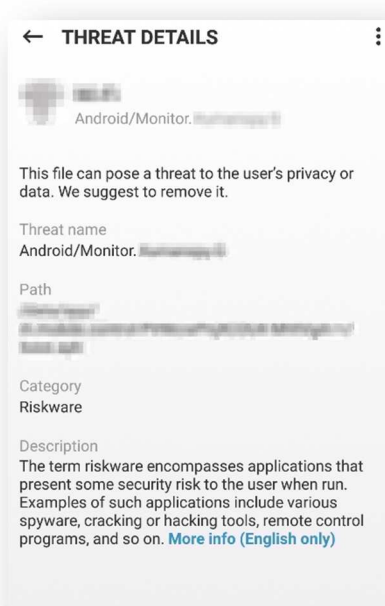 THREAT DETAILS
Android/Monitor.
This file can pose a threat to the user's privacy or
data. We suggest to remove it.
Threat name
Android/Monitor.
Path
Category
Riskware
Description
The term riskware encompasses applications that
present some security risk to the user when run.
Examples of such applications include various
spyware, cracking or hacking tools, remote control
programs, and so on. More info (English only)